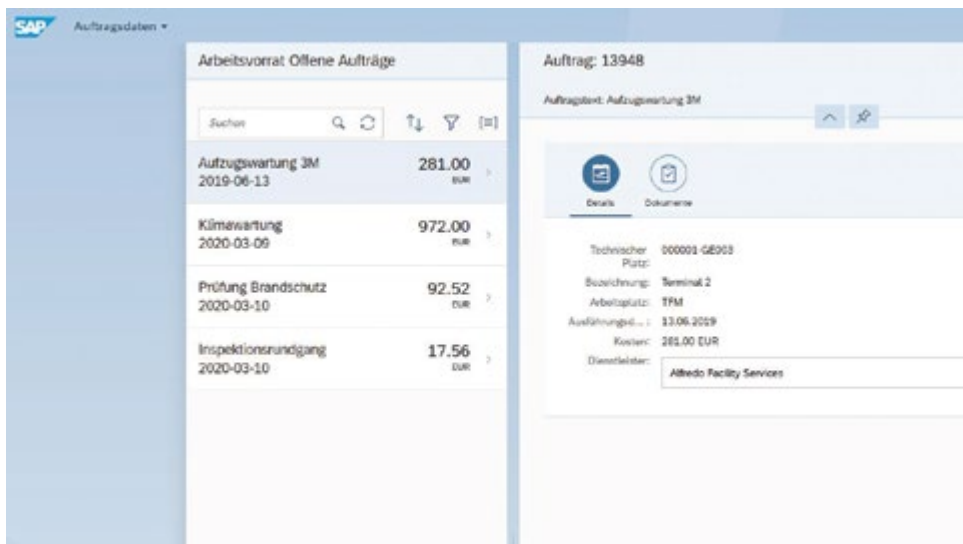 SAP Auftragsdaten
Arbeitsvorrat Offene Aufträge
Suchen
Aufzugswartung 3M 281.00
2019-06-13 EUR
Klimawartung 972.00
2020-03-09 EUR
Prüfung Brandschutz 92.52
2020-03-10 EUR
Inspektionsrundgang 17.56
2020-03-10 EUR
Auftrag: 13948
Auftragstext: Aufzugswartung 3M
Details Dokumente
Technischer 000001-GE003
Platz:
Bezeichnung: Terminal 2
Arbeitsplatz: TFM
Ausführungsd...: 13.06.2019
Kosten: 281.00 EUR
Dienstleister:
Alfredo Facility Services